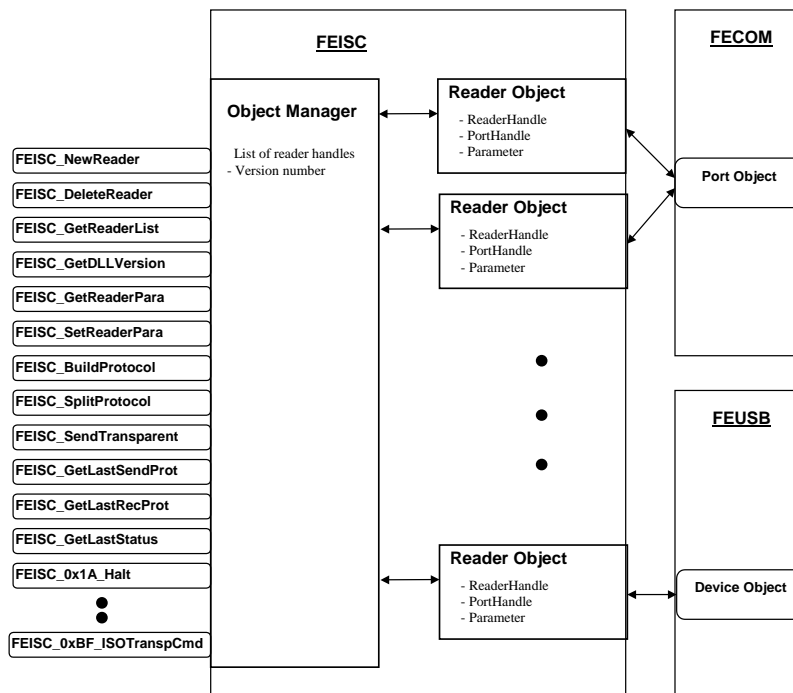 FEISC
FECOM
Object Manager
List of reader handles
- Version number
Reader Object
- ReaderHandle
- PortHandle
- Parameter
Port Object
Reader Object
- ReaderHandle
- PortHandle
- Parameter
FEISC_NewReader
FEISC_DeleteReader
FEISC_GetReaderList
FEISC_GetDLLVersion
FEISC_GetReaderPara
FEISC_SetReaderPara
FEISC_BuildProtocol
FEISC_SplitProtocol
FEISC_SendTransparent
FEISC_GetLastSendProt
FEISC_GetLastRecProt
FEISC_GetLastStatus
FEISC_0x1A_Halt
FEISC_0xBF_ISOTranspCmd
FEUSB
Reader Object
- ReaderHandle
- PortHandle
- Parameter
Device Object